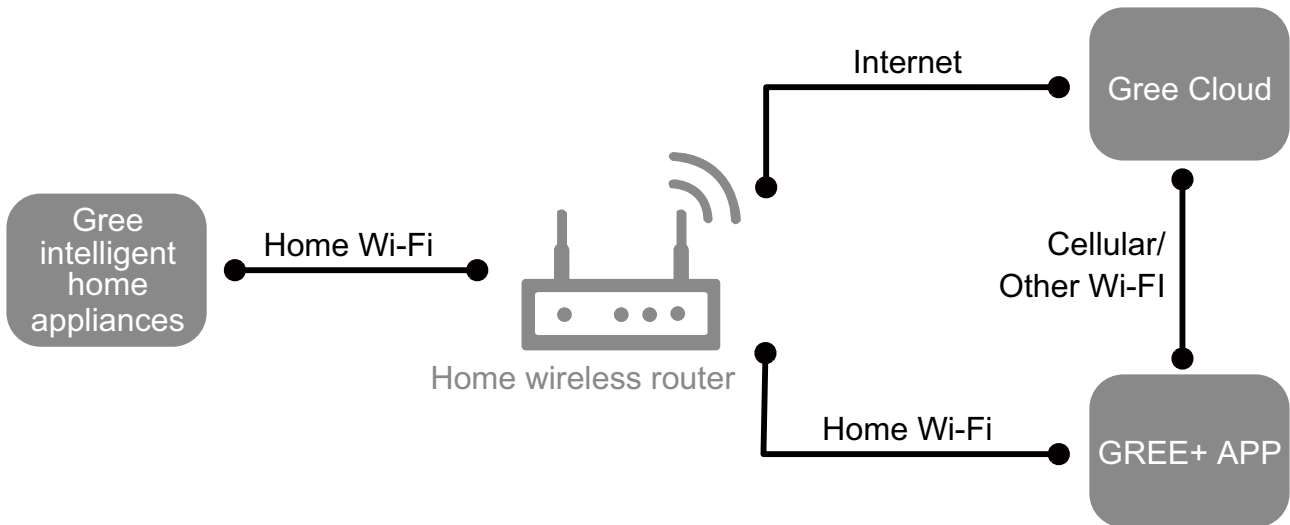 Internet
Gree Cloud
Gree
intelligent
home
appliances
Home Wi-Fi
Cellular/
Other Wi-FI
Home wireless router
Home Wi-Fi
GREE+ APP